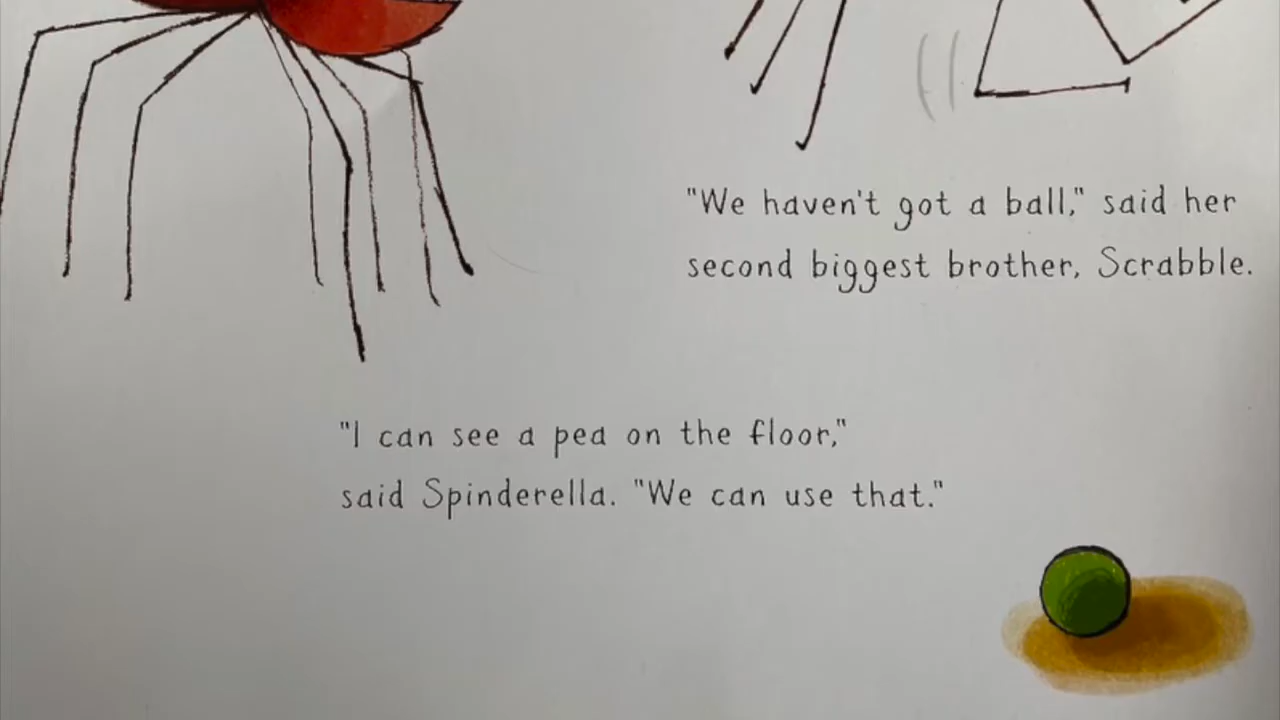 "We haven't got a ball," said her
second biggest brother, Scrabble.
"I can see a pea on the floor,"
said Spinderella. "We can use that."